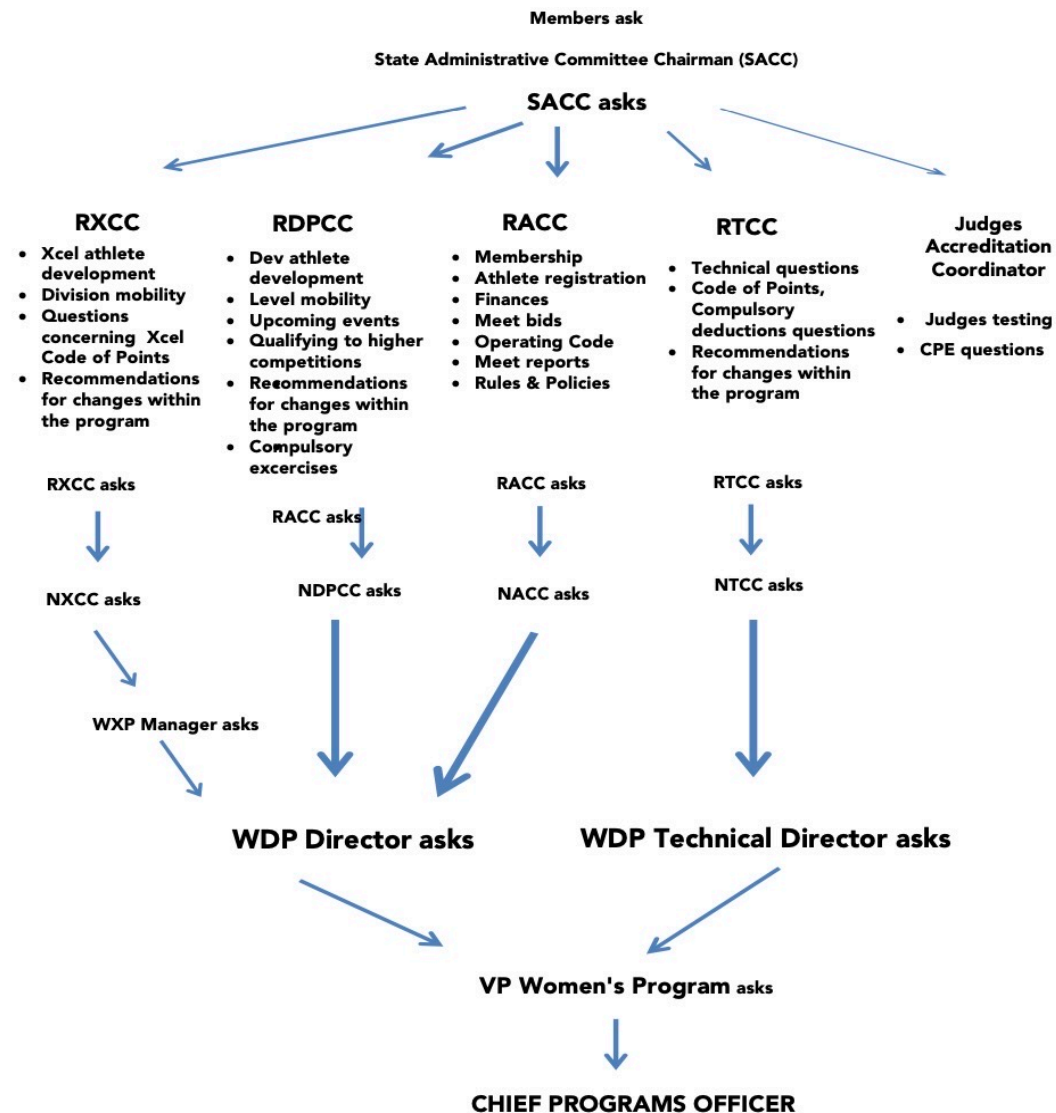 Members ask
State Administrative Committee Chairman (SACC)
SACC asks
RXCC
• Xcel athlete
development
• Division mobility
• Questions
concerning Xcel
Code of Points
• Recommendations
for changes within
the program
RDPCC
• Dev athlete
development
• Level mobility
• Upcoming events
• Qualifying to higher
competitions
• Recommendations
for changes within
the program
• Compulsory
excercises
RACC
• Membership
• Athlete registration
• Finances
• Meet bids
• Operating Code
• Meet reports
• Rules & Policies
RTCC
• Technical questions
• Code of Points,
Compulsory
deductions questions
• Recommendations
for changes within
the program
Judges
Accreditation
Coordinator
• Judges testing
• CPE questions
RXCC asks
RACC asks
RACC asks
RTCC asks
NXCC asks
NDPCC asks
NACC asks
NTCC asks
WXP Manager asks
WDP Director asks
WDP Technical Director asks
VP Women's Program asks
CHIEF PROGRAMS OFFICER